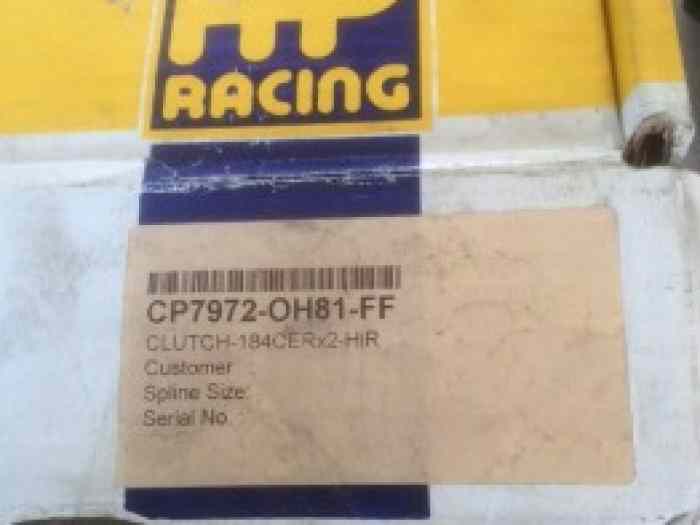 RACING
CP7972-OH81-FF
CLUTCH-184CERx2-HIR
Customer
Spline Size:
Serial No